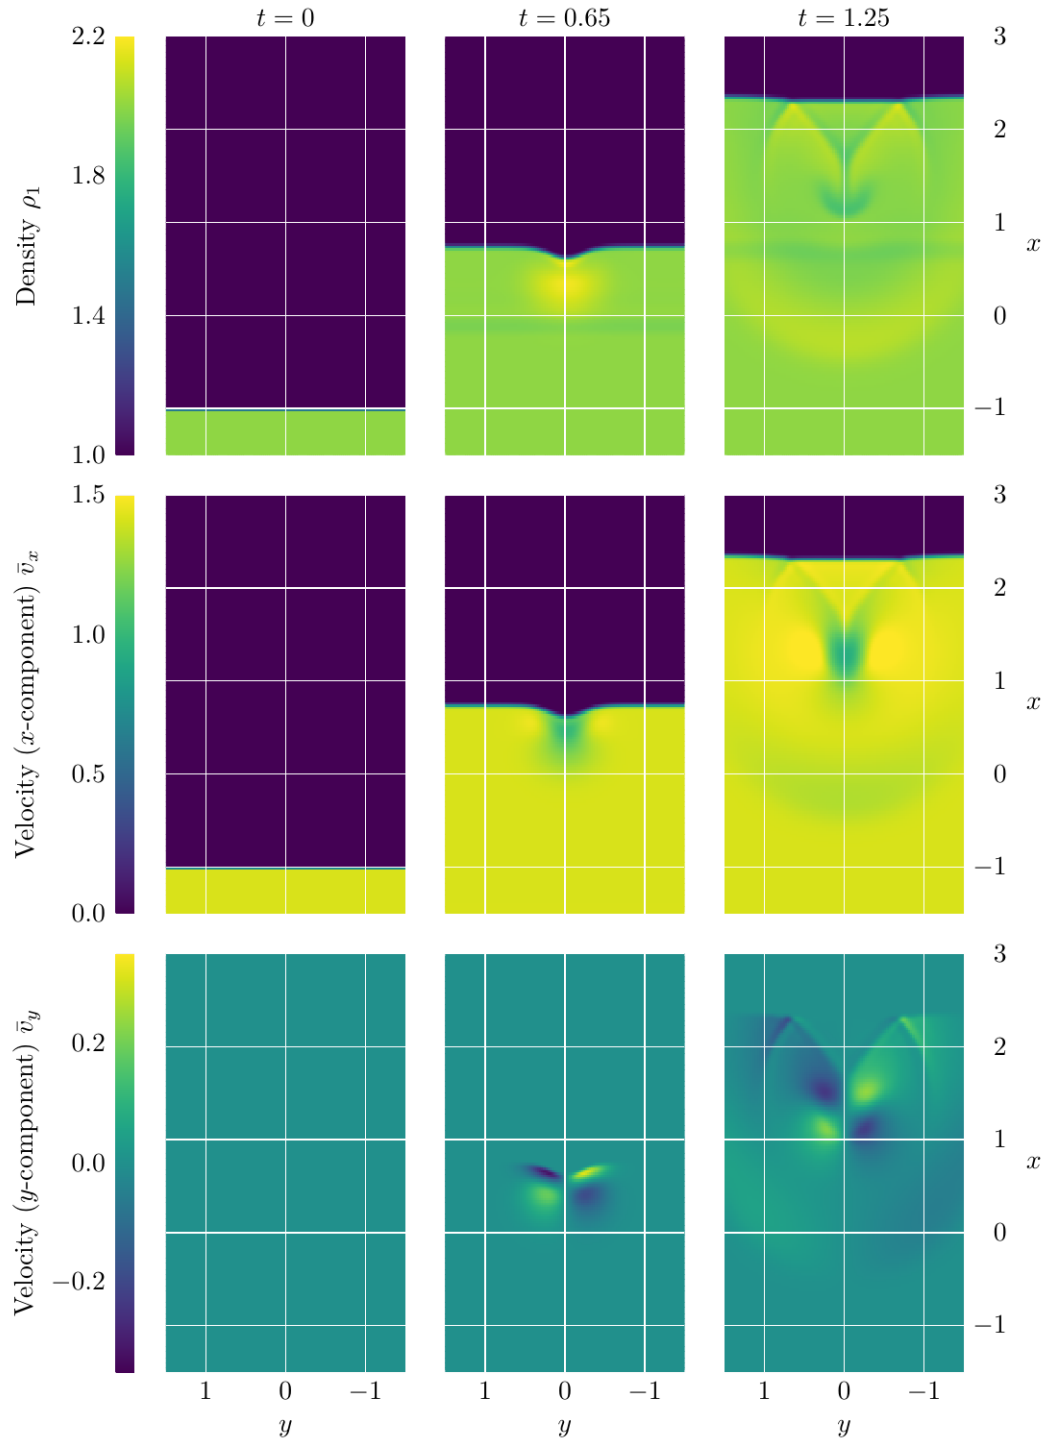 t = 0
t = 0.65
t = 1.25
Density ρ₁
2.2
1.8
1.4
1.0
3
2
1
0
−1
x
Velocity (x-component) v̄ₓ
1.5
1.0
0.5
0.0
3
2
1
0
−1
x
Velocity (y-component) v̄_y
0.2
0.0
−0.2
3
2
1
0
−1
x
1 0 −1
1 0 −1
1 0 −1
y
y
y